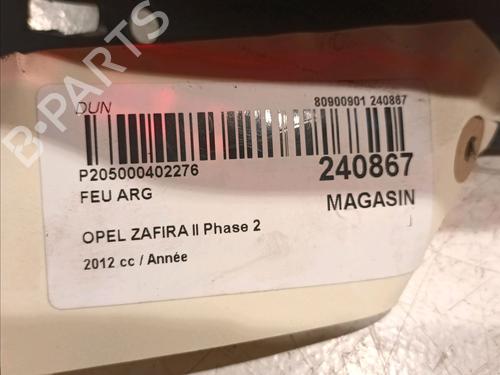 B-PARTS
DUN
80900901 240867
P205000402276
240867
FEU ARG
MAGASIN
OPEL ZAFIRA II Phase 2
2012 cc / Année